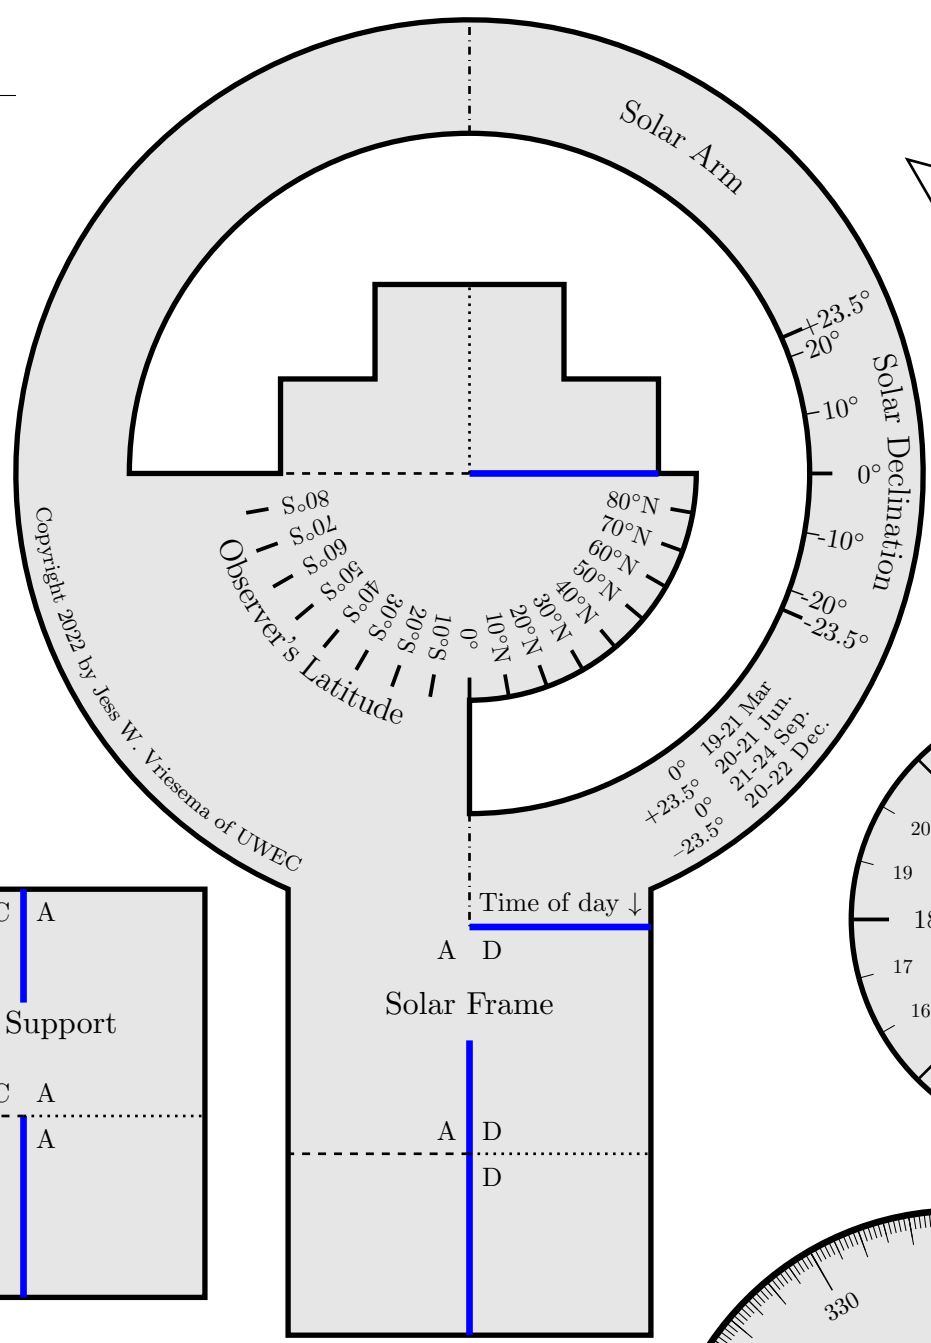 Solar Arm
+23.5°
20°
10°
0°
-10°
-20°
-23.5°
Solar Declination
80°S
70°S
60°S
50°S
40°S
30°S
20°S
10°S
0°
10°N
20°N
30°N
40°N
50°N
60°N
70°N
80°N
Observer's Latitude
Copyright 2022 by Jess W. Vriesema of UWEC
0° 19-21 Mar
+23.5° 20-21 Jun.
0° 21-24 Sep.
–23.5° 20-22 Dec.
Time of day ↓
A D
Solar Frame
A D
D
C A
Support
C A
A
20
19
18
17
16
330